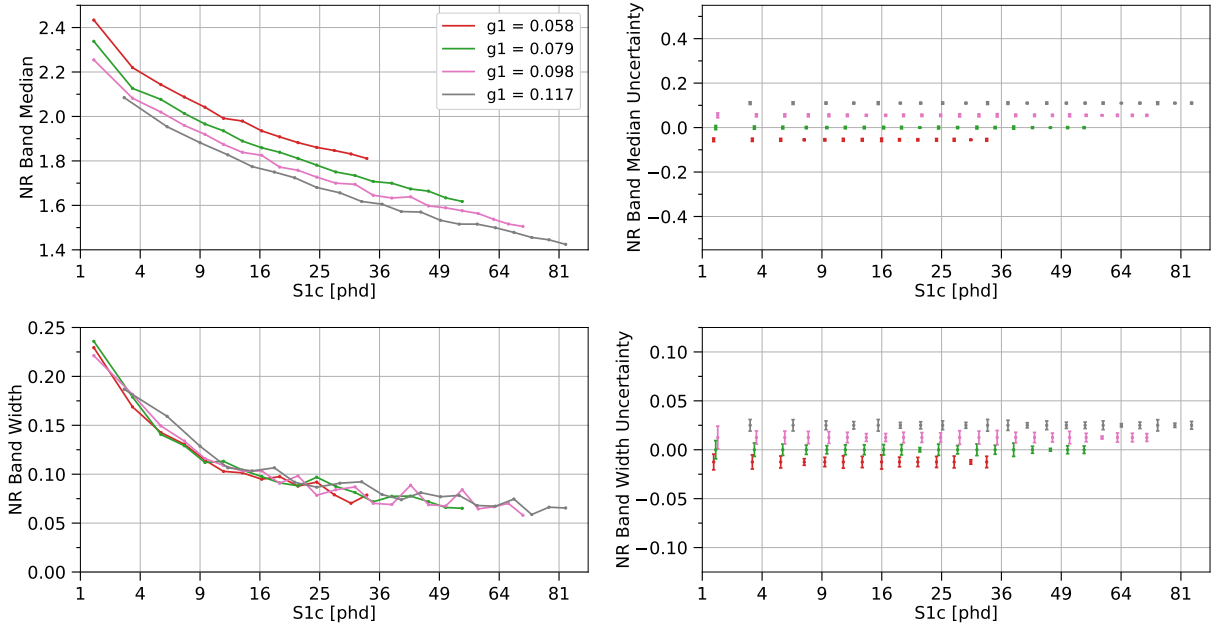 2.4
2.2
2.0
1.8
1.6
1.4
NR Band Median
1 4 9 16 25 36 49 64 81
S1c [phd]
g1 = 0.058
g1 = 0.079
g1 = 0.098
g1 = 0.117
0.4
0.2
0.0
−0.2
−0.4
NR Band Median Uncertainty
1 4 9 16 25 36 49 64 81
S1c [phd]
0.25
0.20
0.15
0.10
0.05
0.00
NR Band Width
1 4 9 16 25 36 49 64 81
S1c [phd]
0.10
0.05
0.00
−0.05
−0.10
NR Band Width Uncertainty
1 4 9 16 25 36 49 64 81
S1c [phd]